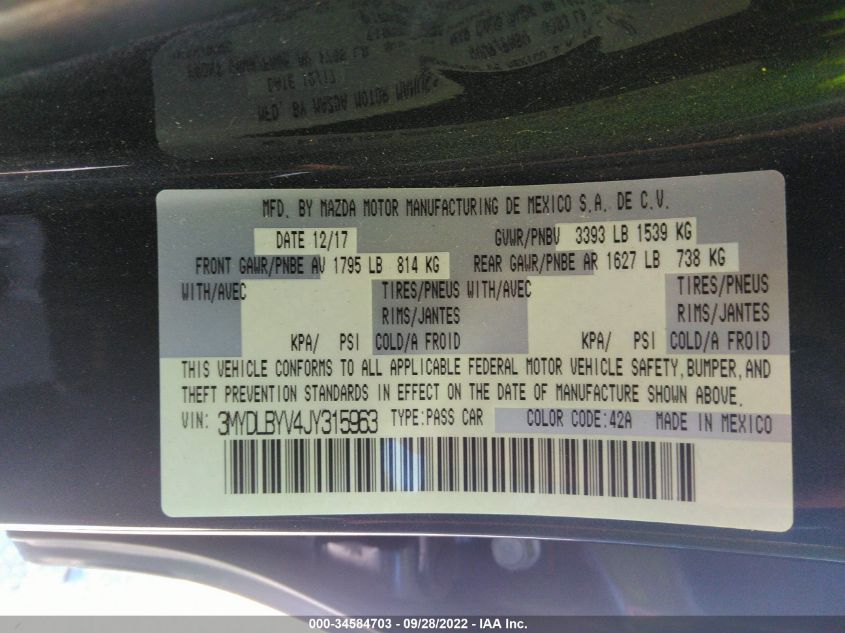 MFD. BY MAZDA MOTOR MANUFACTURING DE MEXICO S.A. DE C.V.
DATE 12/17 GVWR/PNBV 3393 LB 1539 KG
FRONT GAWR/PNBE AV 1795 LB 814 KG REAR GAWR/PNBE AR 1627 LB 738 KG
WITH/AVEC TIRES/PNEUS WITH/AVEC TIRES/PNEUS
RIMS/JANTES RIMS/JANTES
KPA/ PSI COLD/A FROID KPA/ PSI COLD/A FROID
THIS VEHICLE CONFORMS TO ALL APPLICABLE FEDERAL MOTOR VEHICLE SAFETY, BUMPER, AND
THEFT PREVENTION STANDARDS IN EFFECT ON THE DATE OF MANUFACTURE SHOWN ABOVE.
VIN: 3MYDLBYV4JY315963 TYPE:PASS CAR COLOR CODE:42A MADE IN MEXICO
000-34584703 - 09/28/2022 - IAA Inc.